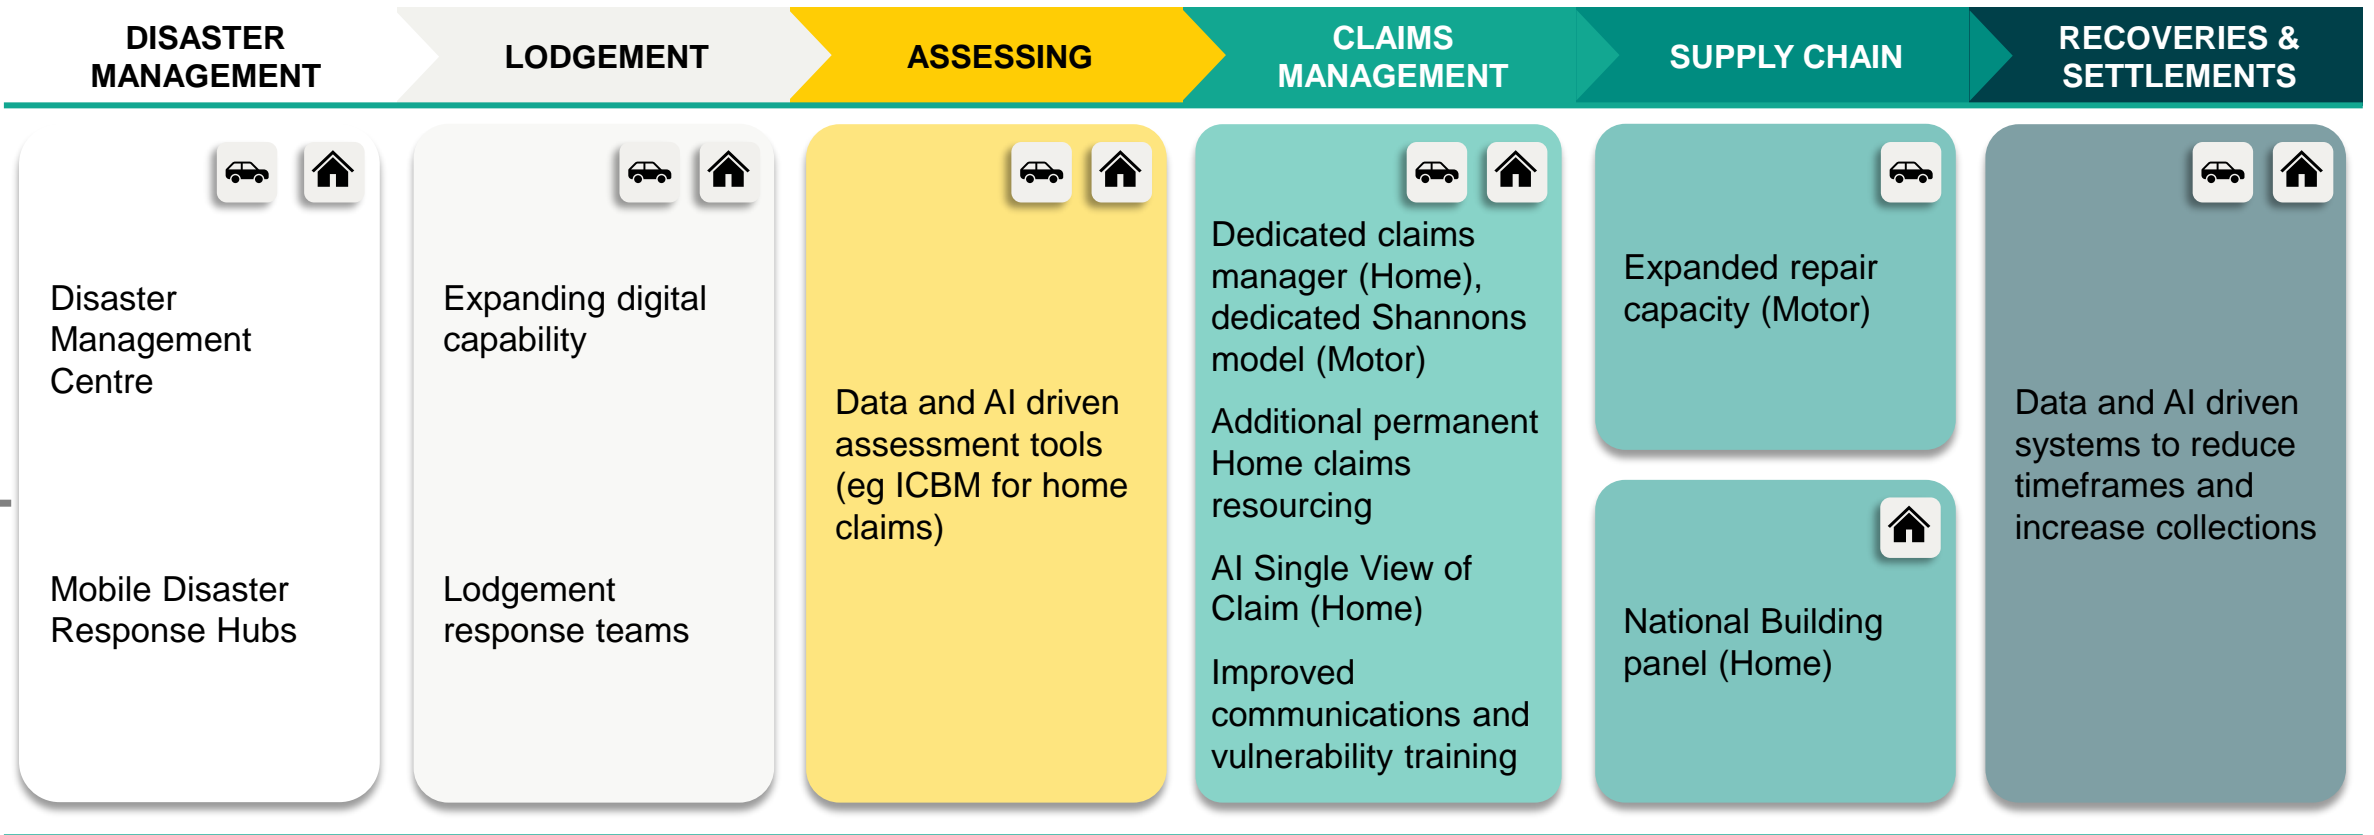 DISASTER
MANAGEMENT
LODGEMENT
ASSESSING
CLAIMS
MANAGEMENT
SUPPLY CHAIN
RECOVERIES &
SETTLEMENTS
Disaster
Management
Centre
Mobile Disaster
Response Hubs
Expanding digital
capability
Lodgement
response teams
Data and AI driven
assessment tools
(eg ICBM for home
claims)
Dedicated claims
manager (Home),
dedicated Shannons
model (Motor)
Additional permanent
Home claims
resourcing
AI Single View of
Claim (Home)
Improved
communications and
vulnerability training
Expanded repair
capacity (Motor)
National Building
panel (Home)
Data and AI driven
systems to reduce
timeframes and
increase collections